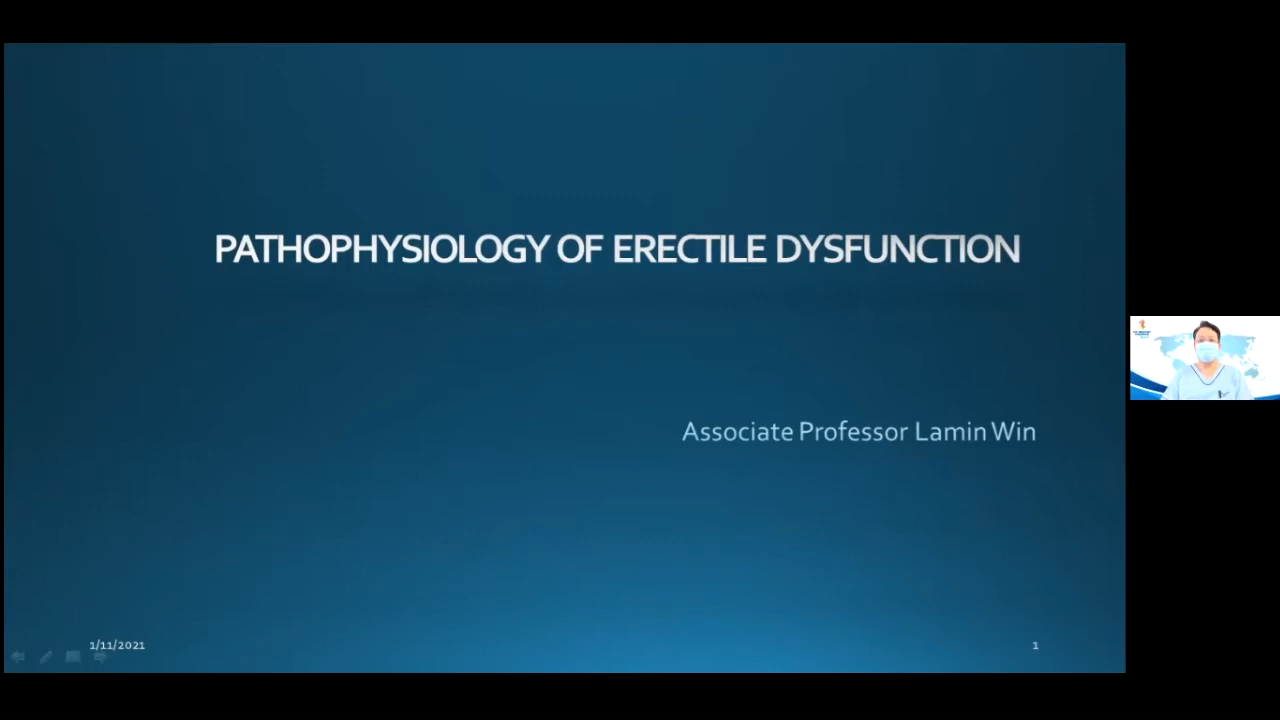 PATHOPHYSIOLOGY OF ERECTILE DYSFUNCTION
Associate Professor Lamin Win
1/11/2021
1